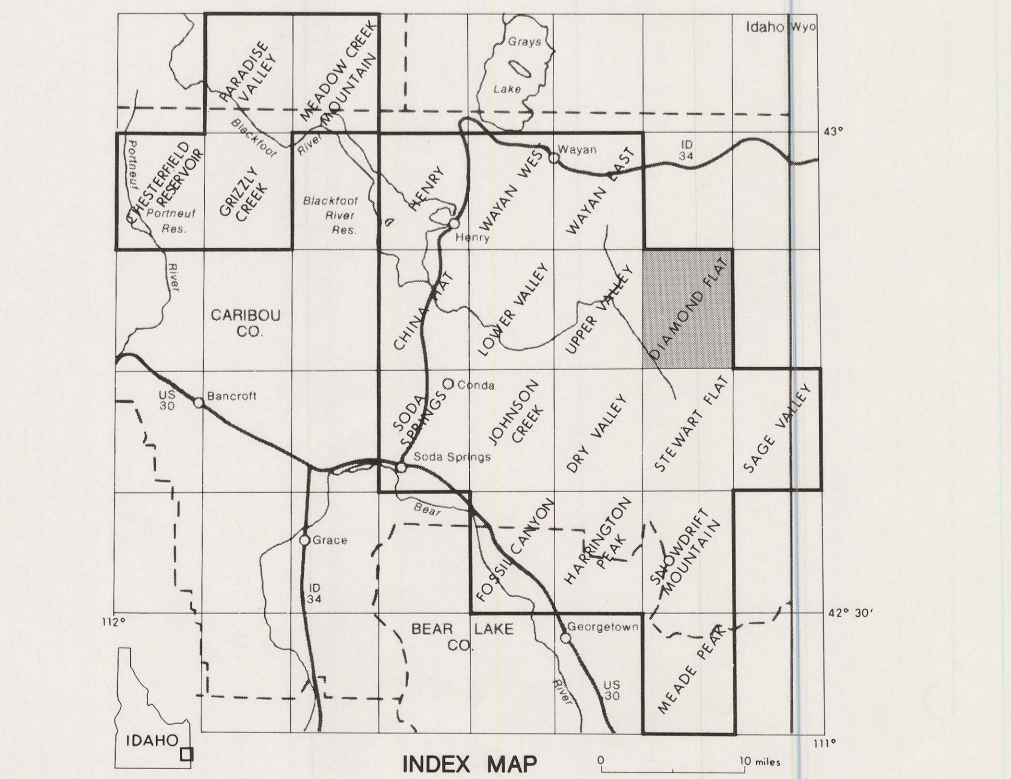 Idaho Wyo
Grays
Lake
PARADISE
VALLEY
MEADOW CREEK
MOUNTAIN
43°
Blackfoot
River
Portneuf
CHESTERFIELD
RESERVOIR
Portneuf
Res.
River
GRIZZLY
CREEK
Blackfoot
River
Res.
HENRY
Henry
WAYAN WEST
Wayan
WAYAN EAST
ID
34
CARIBOU
CO.
CHINA HAT
LOWER VALLEY
UPPER VALLEY
DIAMOND FLAT
US
30
Bancroft
Conda
SODA
SPRINGS
Soda Springs
JOHNSON
CREEK
DRY VALLEY
STEWART FLAT
SAGE VALLEY
Bear
Grace
ID
34
FOSSIL CANYON
HARRINGTON
PEAK
SNOWDRIFT
MOUNTAIN
42° 30'
112°
BEAR LAKE
CO.
Georgetown
MEADE PEAK
River
US
30
111°
IDAHO
INDEX MAP
0 10 miles